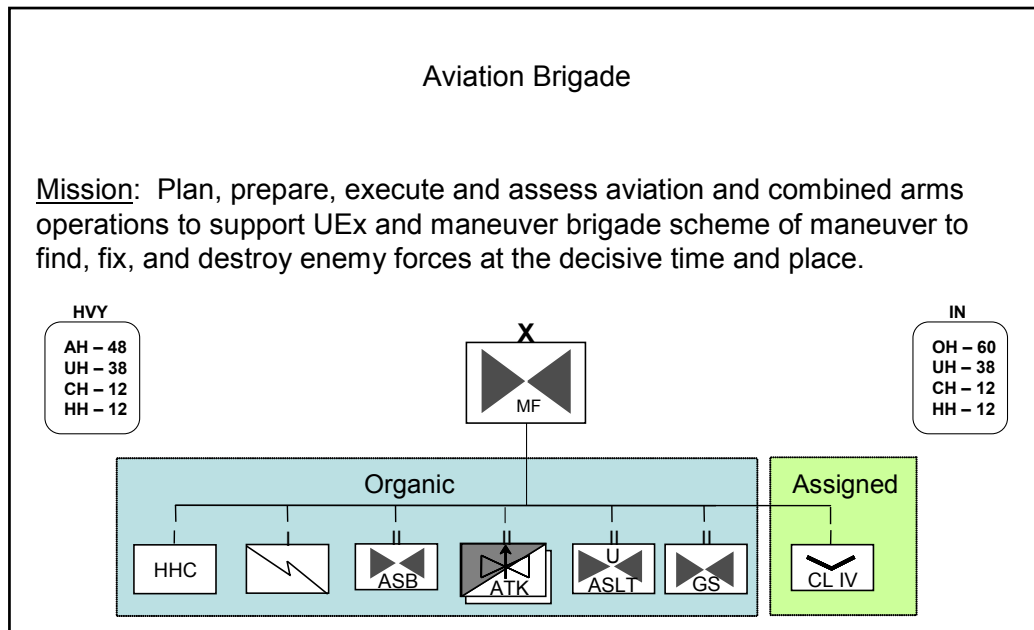 Aviation Brigade
Mission: Plan, prepare, execute and assess aviation and combined arms
operations to support UEx and maneuver brigade scheme of maneuver to
find, fix, and destroy enemy forces at the decisive time and place.
HVY
AH – 48
UH – 38
CH – 12
HH – 12
X
MF
IN
OH – 60
UH – 38
CH – 12
HH – 12
Organic
Assigned
I
I
II
II
II
II
I
HHC
ASB
ATK
U
ASLT
GS
CL IV